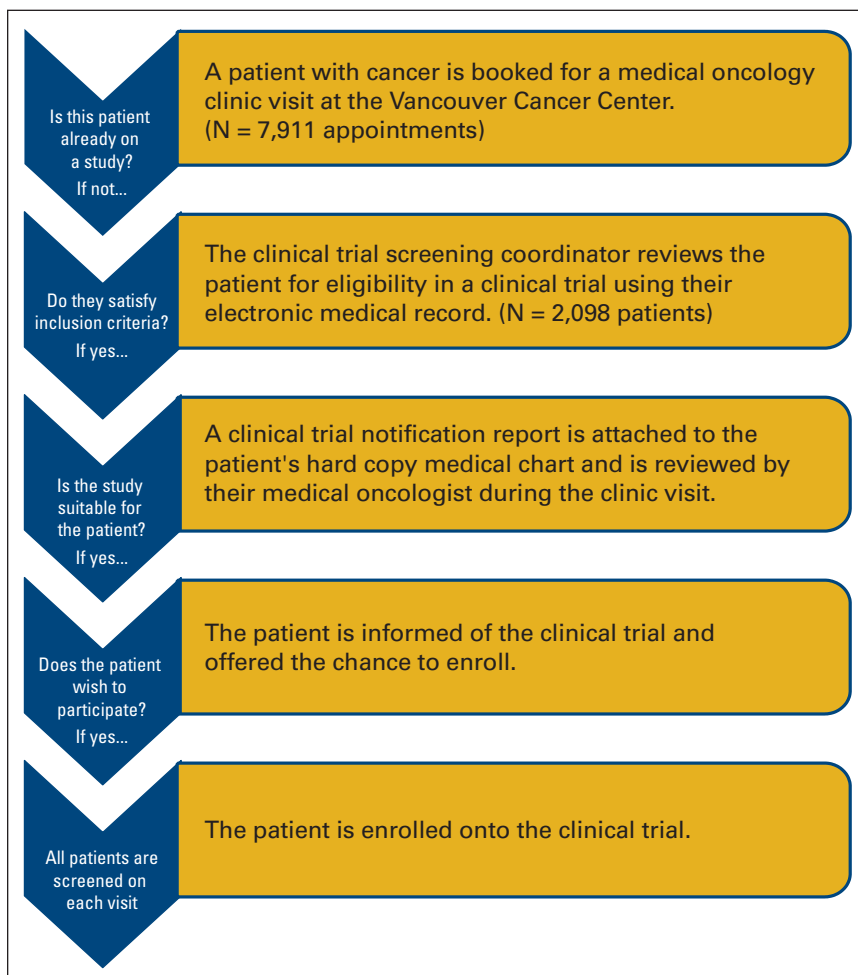 A patient with cancer is booked for a medical oncology
clinic visit at the Vancouver Cancer Center.
(N = 7,911 appointments)
Is this patient
already on
a study?
If not...
The clinical trial screening coordinator reviews the
patient for eligibility in a clinical trial using their
electronic medical record. (N = 2,098 patients)
Do they satisfy
inclusion criteria?
If yes...
A clinical trial notification report is attached to the
patient's hard copy medical chart and is reviewed by
their medical oncologist during the clinic visit.
Is the study
suitable for
the patient?
If yes...
The patient is informed of the clinical trial and
offered the chance to enroll.
Does the patient
wish to
participate?
If yes...
The patient is enrolled onto the clinical trial.
All patients are
screened on
each visit